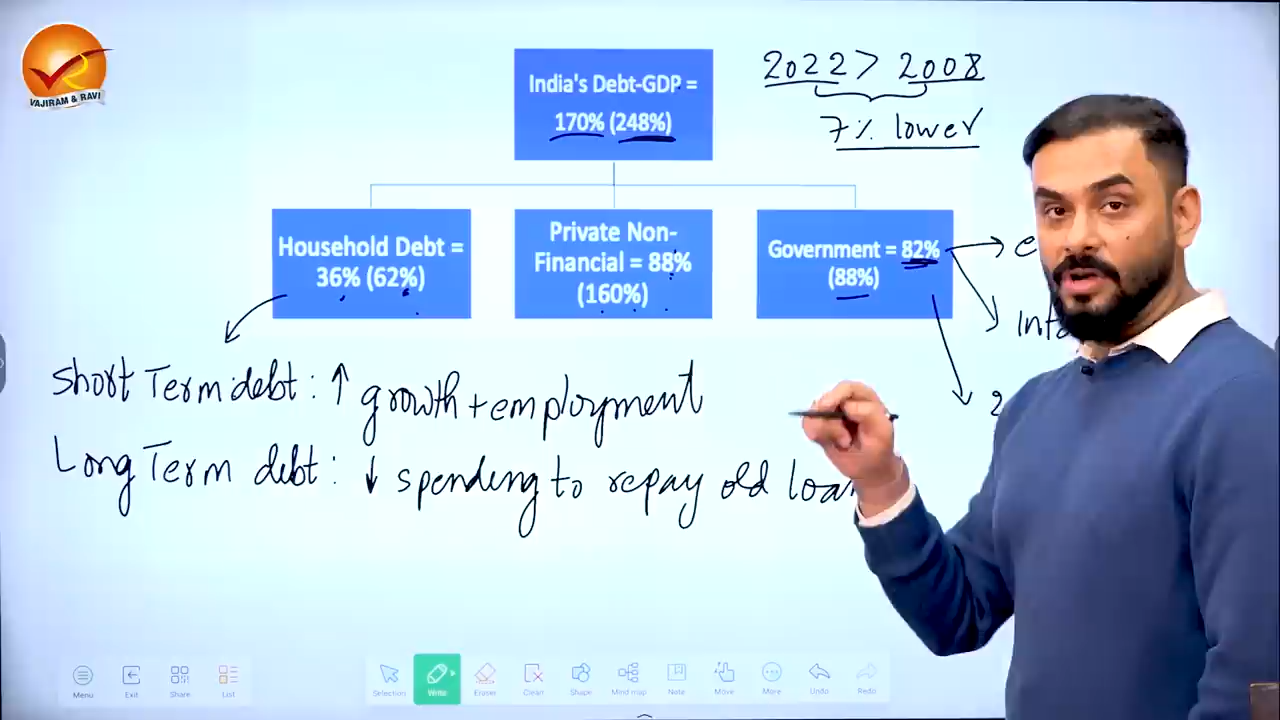 VAJIRAM & RAVI
India's Debt-GDP =
170% (248%)
2022 > 2008
7% lower
Household Debt =
36% (62%)
Private Non-
Financial = 88%
(160%)
Government = 82%
(88%)
Short Term debt : ↑ growth + employment
Long Term debt : ↓ spending to repay old loan
Menu
Exit
Share
List
Selection
Write
Eraser
Clean
Shape
Mind map
Note
Move
More
Undo
Redo